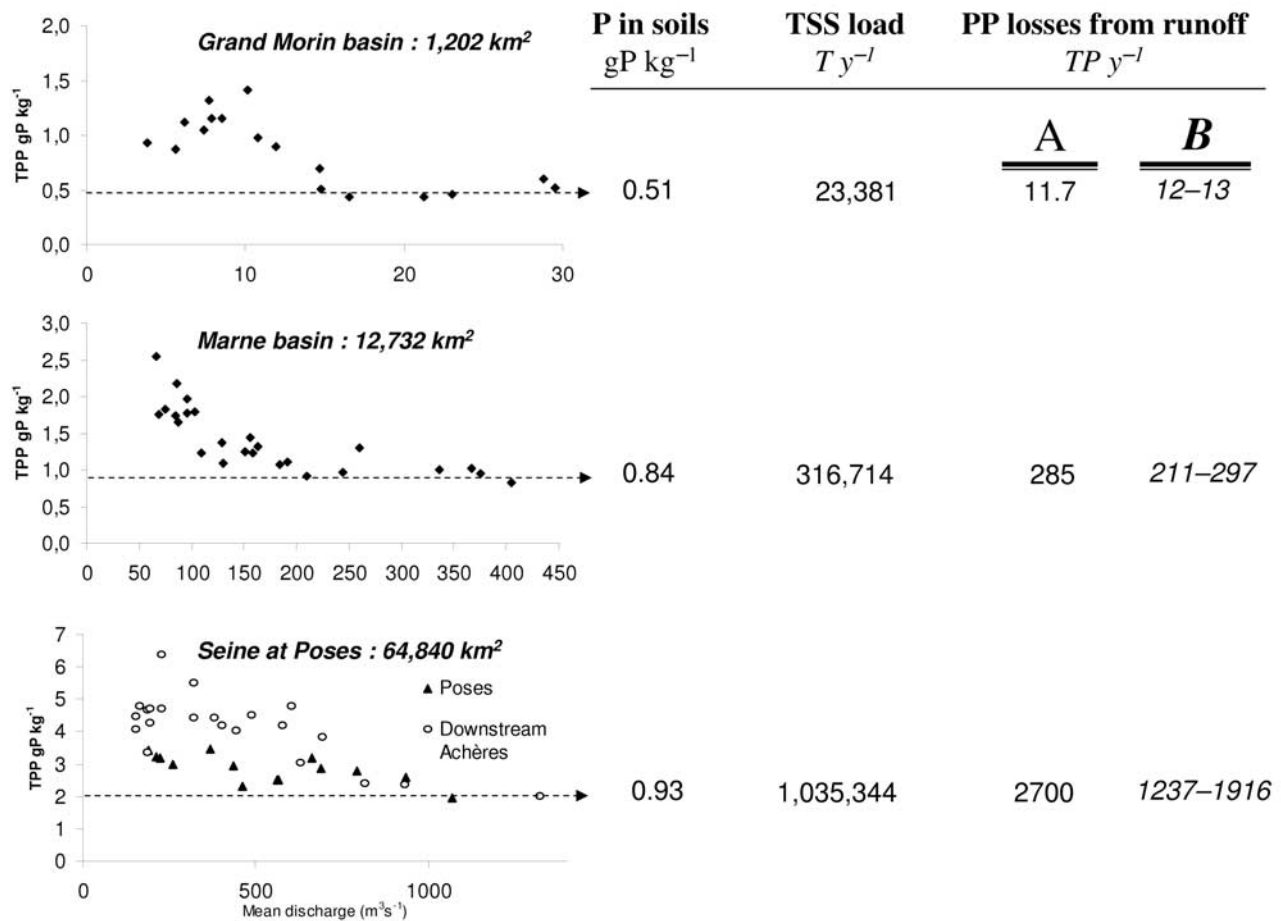 P in soils TSS load PP losses from runoff
gP kg⁻¹ T y⁻¹ TP y⁻¹
A B
Grand Morin basin : 1,202 km²
TPP gP kg⁻¹
2,0
1,5
1,0
0,5
0,0
0 10 20 30
0.51 23,381 11.7 12–13
Marne basin : 12,732 km²
TPP gP kg⁻¹
3,0
2,5
2,0
1,5
1,0
0,5
0,0
0 50 100 150 200 250 300 350 400 450
0.84 316,714 285 211–297
Seine at Poses : 64,840 km²
Poses
Downstream
Achères
TPP gP kg⁻¹
7
6
5
4
3
2
1
0
0 500 1000
Mean discharge (m³s⁻¹)
0.93 1,035,344 2700 1237–1916